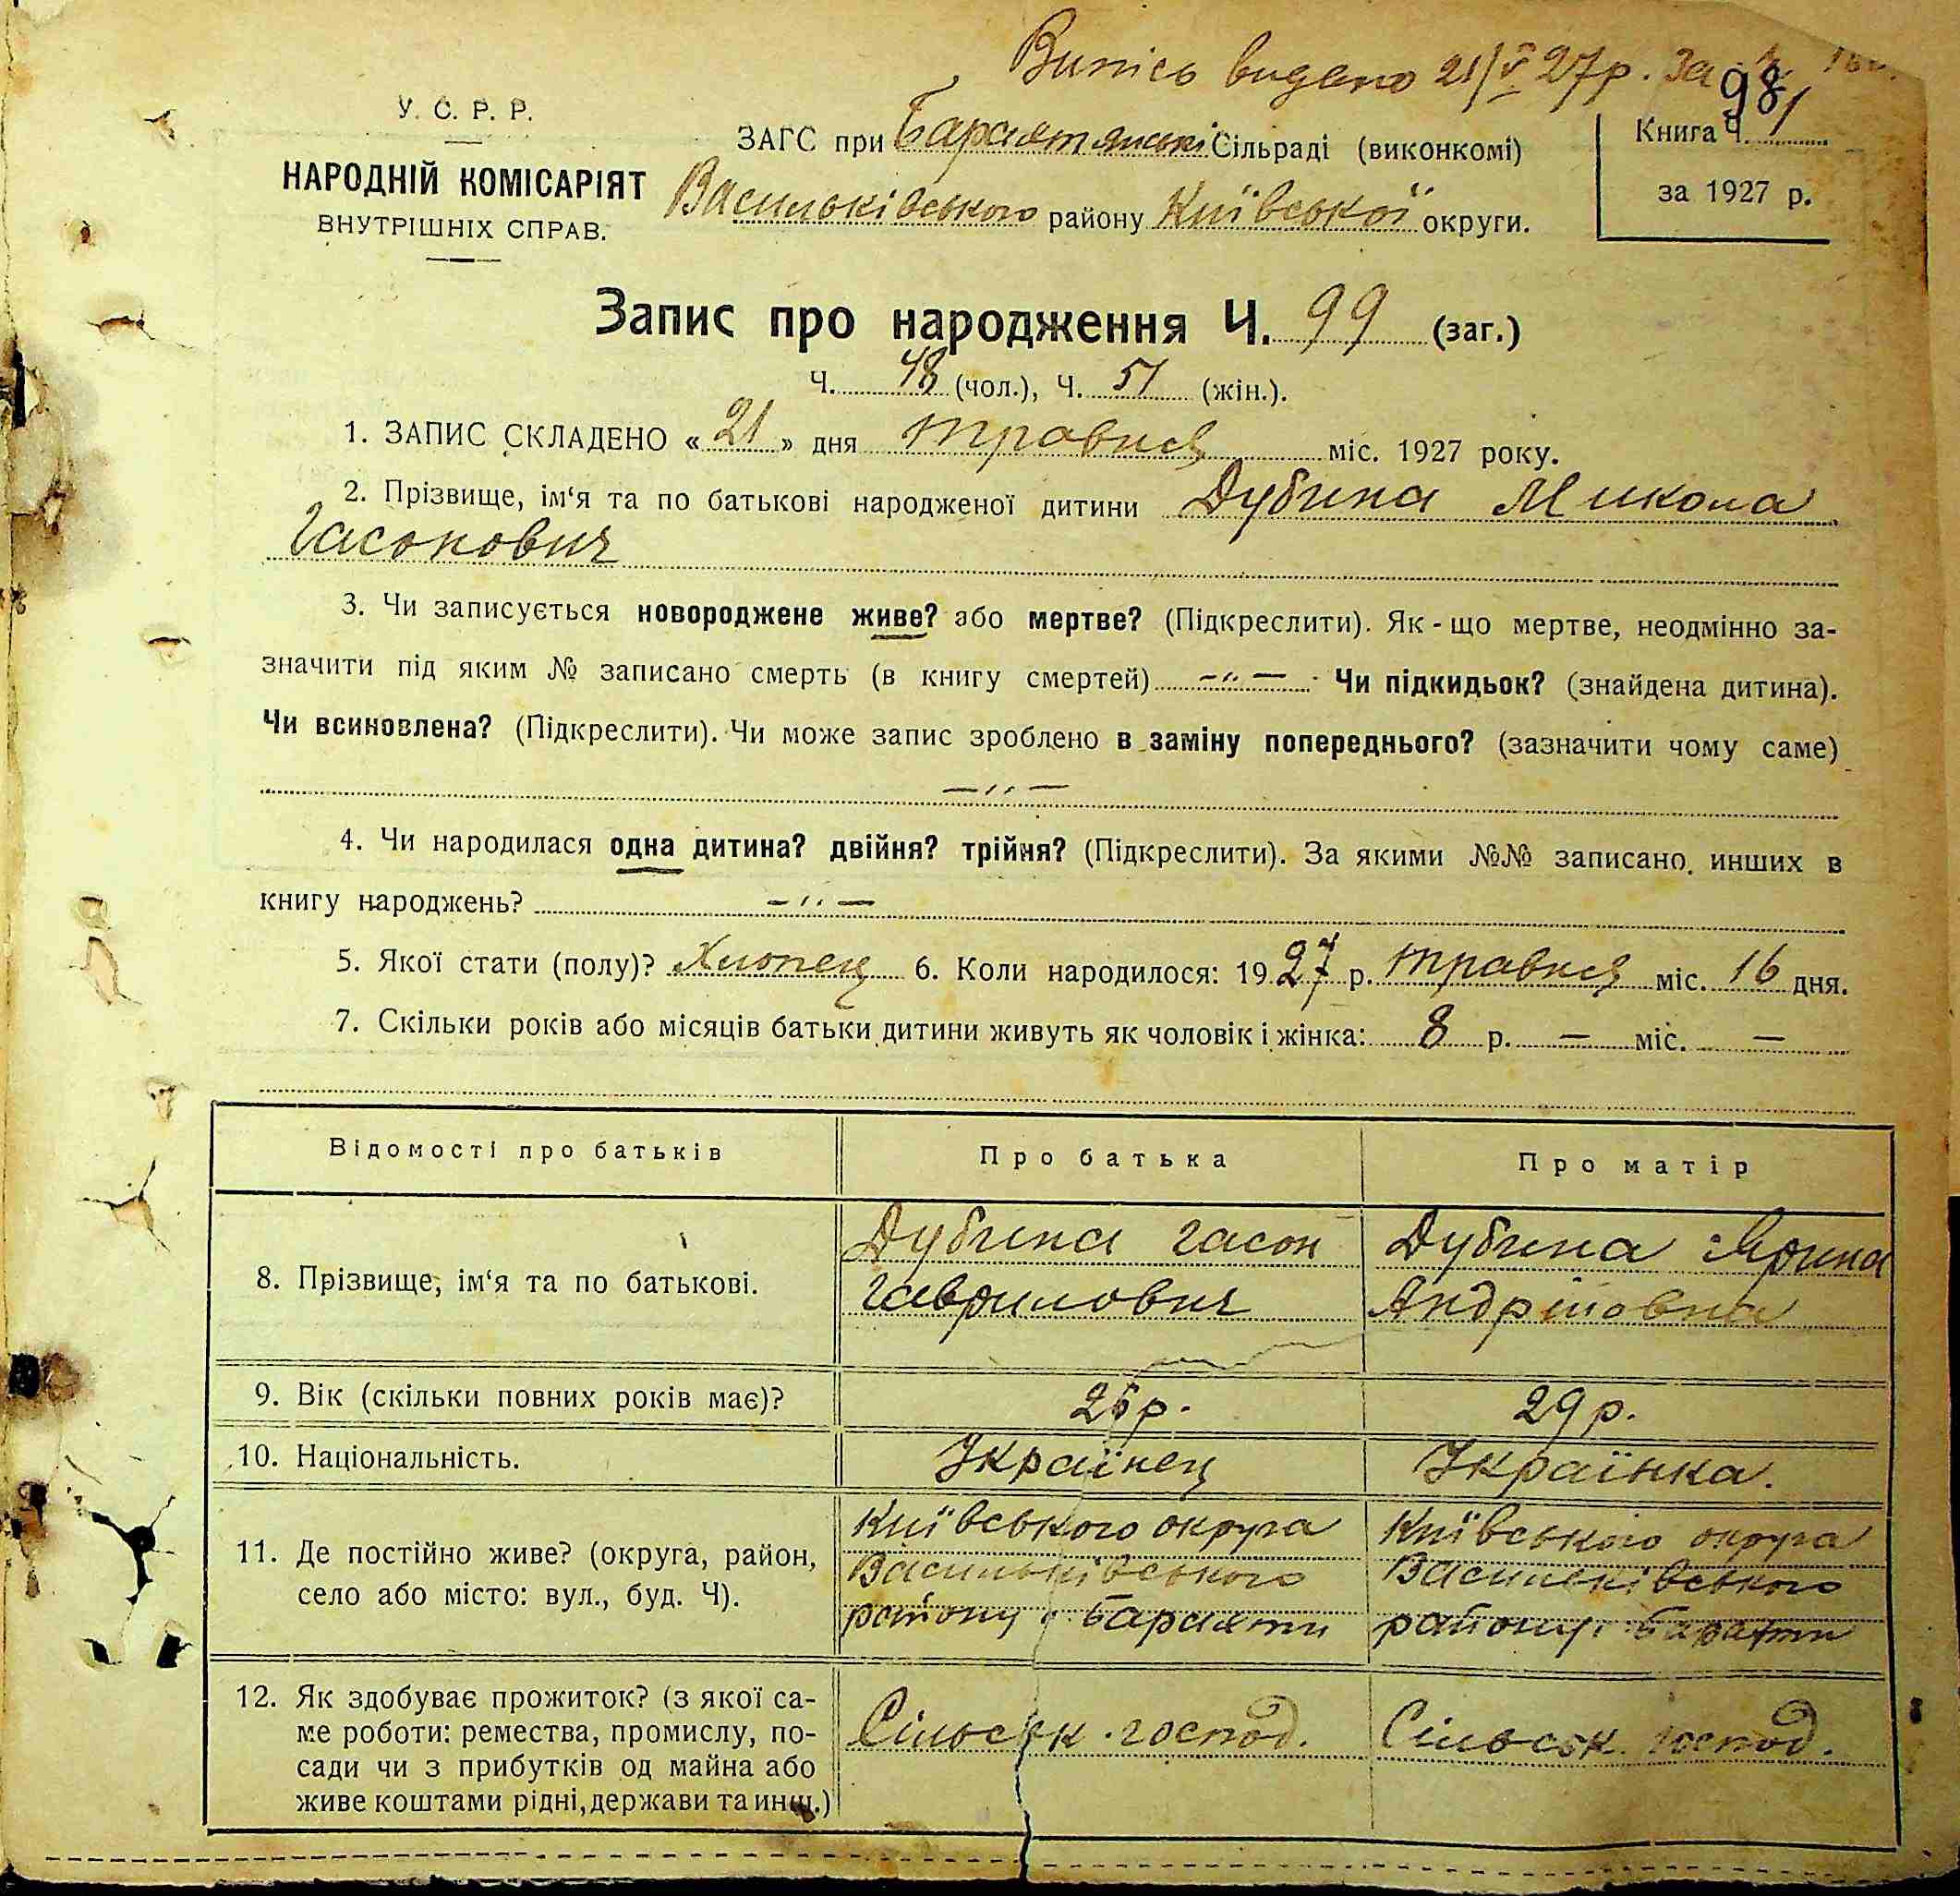 Випись видано 21/V 27 р. За
98
У. С. Р. Р.
НАРОДНІЙ КОМІСАРІЯТ
ВНУТРІШНІХ СПРАВ.
ЗАГС при Барахтянській Сільраді (виконкомі)
Васильківського району Київської округи.
Книга Ч. 1
за 1927 р.
Запис про народження Ч. 99 (заг.)
Ч. 48 (чол.), Ч. 51 (жін.).
1. ЗАПИС СКЛАДЕНО « 21 » дня травня міс. 1927 року.
2. Прізвище, ім‘я та по батькові народженої дитини Дубина Микола
Гасонович
3. Чи записується новороджене живе? або мертве? (Підкреслити). Як-що мертве, неодмінно за-
значити під яким № записано смерть (в книгу смертей) —„— Чи підкидьок? (знайдена дитина).
Чи всиновлена? (Підкреслити). Чи може запис зроблено в заміну попереднього? (зазначити чому саме)
—„—
4. Чи народилася одна дитина? двійня? трійня? (Підкреслити). За якими №№ записано инших в
книгу народжень? —„—
5. Якої стати (полу)? Хлопець 6. Коли народилося: 1927 р. травня міс. 16 дня.
7. Скільки років або місяців батьки дитини живуть як чоловік і жінка: 8 р. — міс. —
Відомості про батьків
Про батька
Про матір
8. Прізвище, ім‘я та по батькові.
Дубина Гасон
Гаврилович
Дубина Ярина
Андріїовна
9. Вік (скільки повних років має)?
р.
29 р.
10. Національність.
Українець
Українка.
11. Де постійно живе? (округа, район,
село або місто: вул., буд. Ч).
Київського округа
Васильківського
району Барахти
Київського округа
Васильківського
району Барахти
12. Як здобуває прожиток? (з якої са-
ме роботи: ремества, промислу, по-
сади чи з прибутків од майна або
живе коштами рідні, держави та инш.)
Сільськ. господ.
Сільськ. господ.